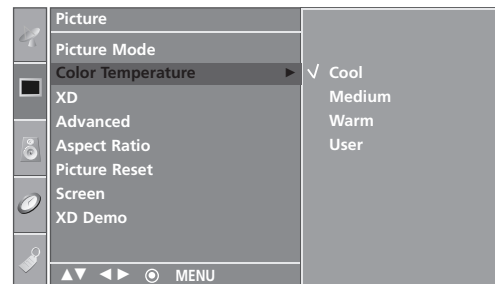 Picture
Picture Mode
Color Temperature ► √ Cool
XD Medium
Advanced Warm
Aspect Ratio User
Picture Reset
Screen
XD Demo
▲▼ ◄► ◉ MENU